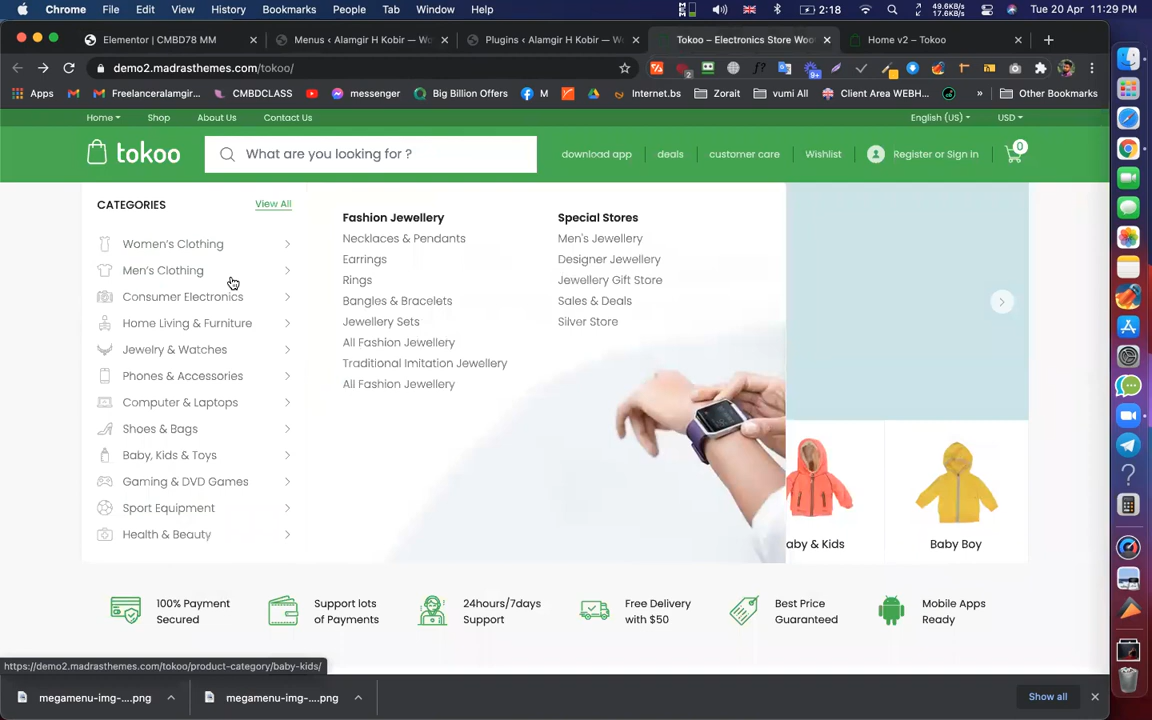 Chrome File Edit View History Bookmarks People Tab Window Help 2:18 49.6KB/s 17.6KB/s Tue 20 Apr 11:29 PM
Elementor | CMBD78 MM Menus ‹ Alamgir H Kobir — Wo Plugins ‹ Alamgir H Kobir — W Tokoo – Electronics Store Woo Home v2 – Tokoo
demo2.madrasthemes.com/tokoo/ 2 f? 9+
Apps Freelanceralamgir... CMBDCLASS messenger Big Billion Offers M Internet.bs Zorait vumi All Client Area WEBH... » Other Bookmarks
Home Shop About Us Contact Us English (US) USD
tokoo What are you looking for ? download app deals customer care Wishlist Register or Sign In 0
CATEGORIES View All
Women's Clothing
Men's Clothing
Consumer Electronics
Home Living & Furniture
Jewelry & Watches
Phones & Accessories
Computer & Laptops
Shoes & Bags
Baby, Kids & Toys
Gaming & DVD Games
Sport Equipment
Health & Beauty
Fashion Jewellery
Necklaces & Pendants
Earrings
Rings
Bangles & Bracelets
Jewellery Sets
All Fashion Jewellery
Traditional Imitation Jewellery
All Fashion Jewellery
Special Stores
Men's Jewellery
Designer Jewellery
Jewellery Gift Store
Sales & Deals
Silver Store
aby & Kids Baby Boy
100% Payment
Secured
Support lots
of Payments
24hours/7days
Support
Free Delivery
with $50
Best Price
Guaranteed
Mobile Apps
Ready
https://demo2.madrasthemes.com/tokoo/product-category/baby-kids/
megamenu-img-....png megamenu-img-....png Show all